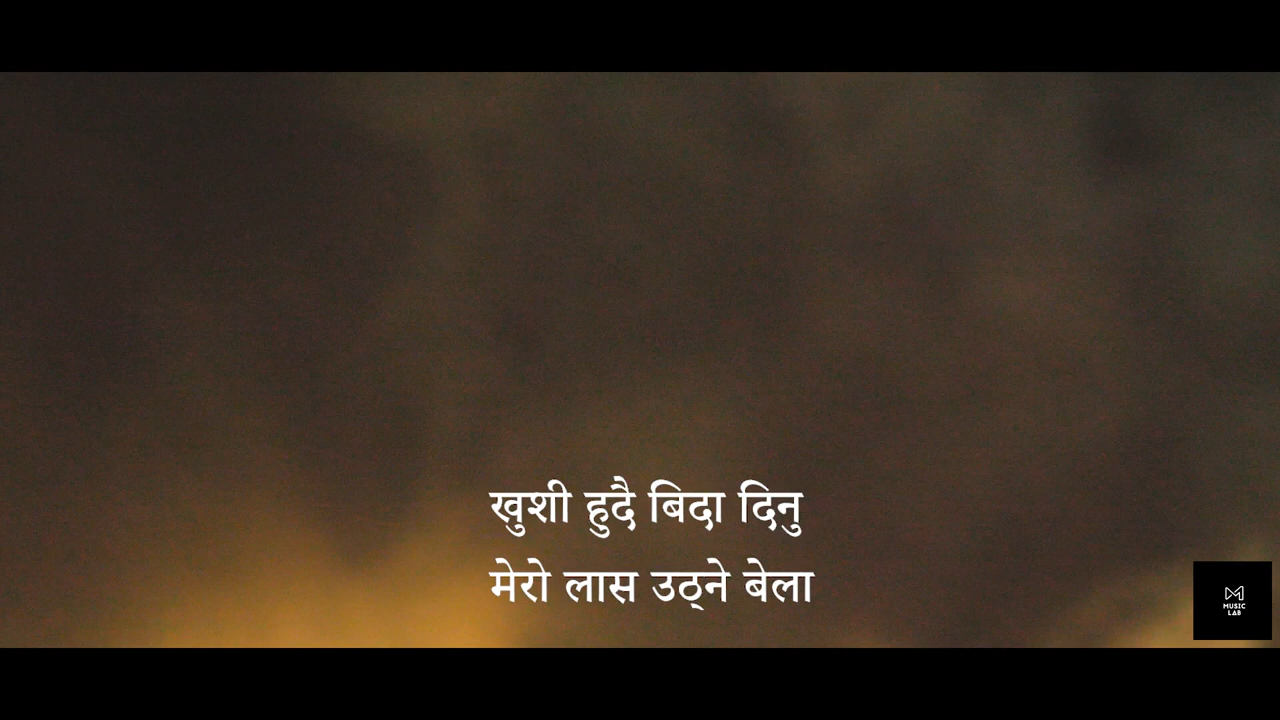 खुशी हुदै बिदा दिनु
मेरो लास उठ्ने बेला
MUSIC
LAB